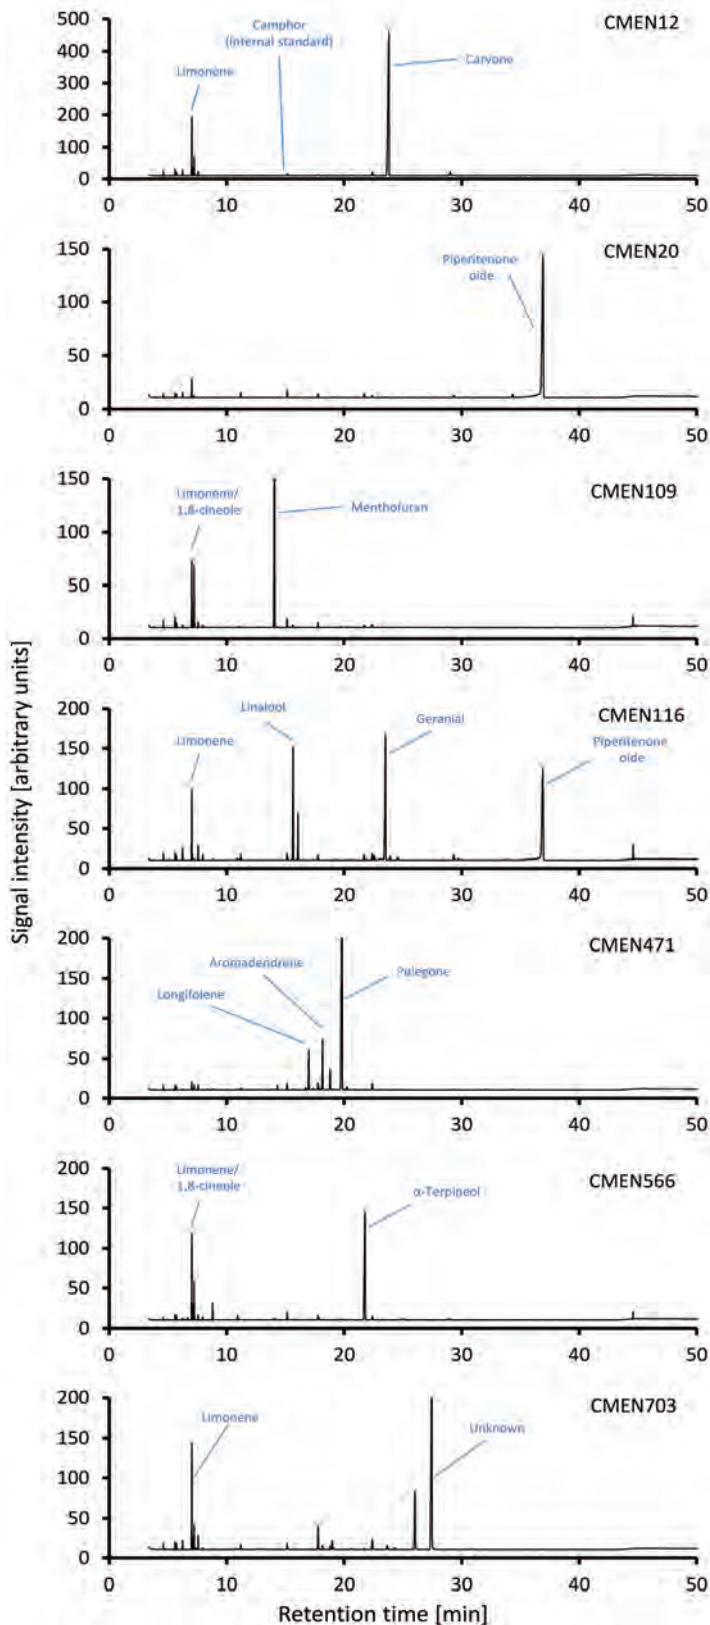 CMEN12
Camphor
(internal standard)
Limonene
Carvone
500
400
300
200
100
0
0 10 20 30 40 50
CMEN20
Piperitenone
oide
150
100
50
0
0 10 20 30 40 50
CMEN109
Limonene/
1,8-cineole
Menthofuran
150
100
50
0
0 10 20 30 40 50
CMEN116
Linalool
Limonene
Geranial
Piperitenone
oide
200
150
100
50
0
0 10 20 30 40 50
CMEN471
Aromadendrene
Longifolene
Pulegone
200
150
100
50
0
0 10 20 30 40 50
CMEN566
Limonene/
1,8-cineole
α-Terpineol
200
150
100
50
0
0 10 20 30 40 50
CMEN703
Limonene
Unknown
200
150
100
50
0
0 10 20 30 40 50
Signal intensity [arbitrary units]
Retention time [min]